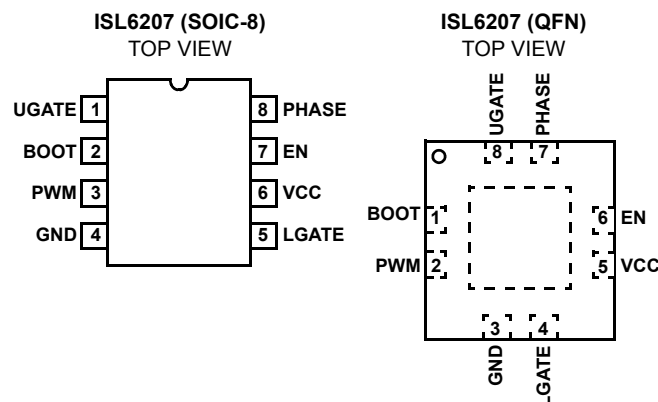 ISL6207 (SOIC-8)
TOP VIEW
UGATE 1
BOOT 2
PWM 3
GND 4
8 PHASE
7 EN
6 VCC
5 LGATE
ISL6207 (QFN)
TOP VIEW
UGATE
PHASE
8 7
BOOT 1
PWM 2
6 EN
5 VCC
3 4
GND
LGATE